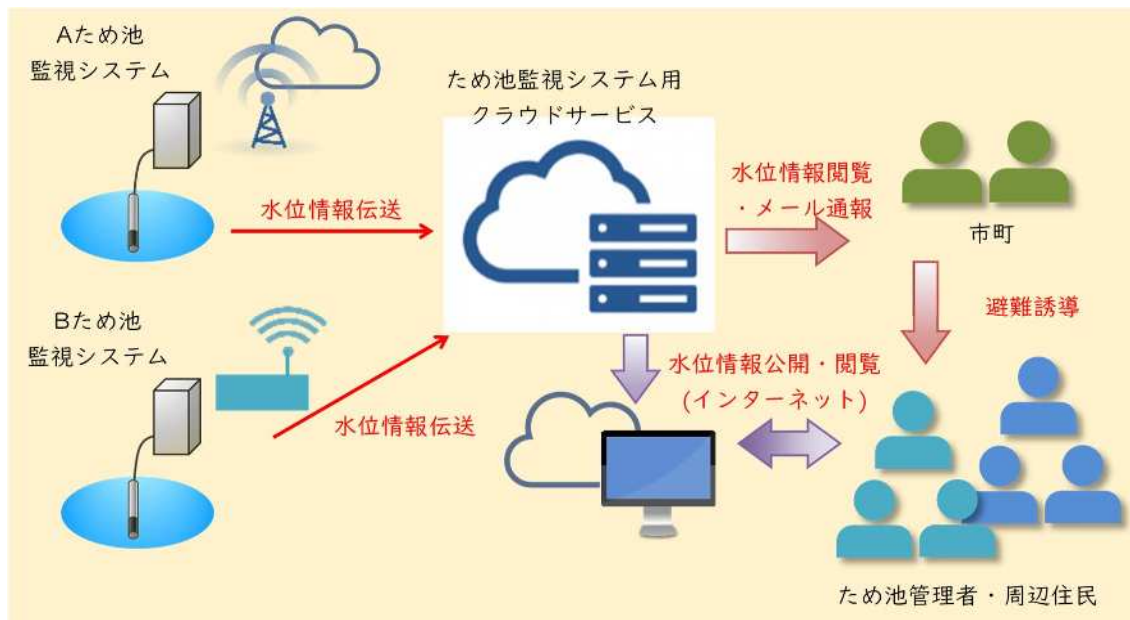 Aため池
監視システム
ため池監視システム用
クラウドサービス
水位情報伝送
水位情報閲覧
・メール通報
市町
避難誘導
Bため池
監視システム
水位情報伝送
水位情報公開・閲覧
(インターネット)
ため池管理者・周辺住民